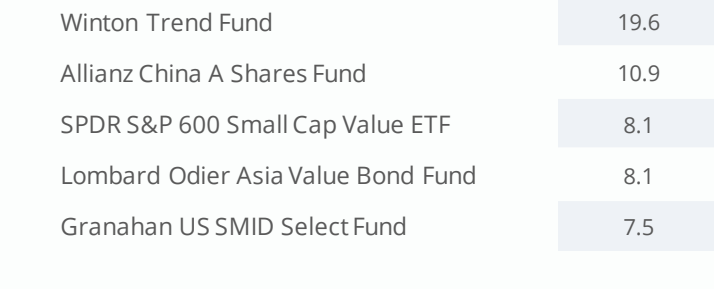 Winton Trend Fund 19.6
Allianz China A Shares Fund 10.9
SPDR S&P 600 Small Cap Value ETF 8.1
Lombard Odier Asia Value Bond Fund 8.1
Granahan US SMID Select Fund 7.5